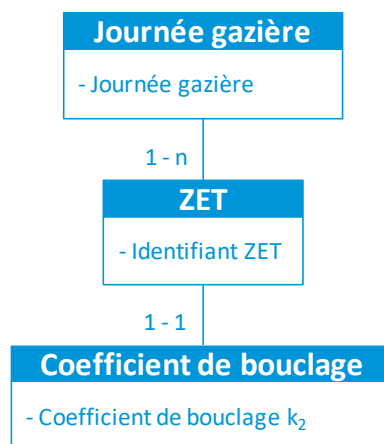 Journée gazière
- Journée gazière
1 - n
ZET
- Identifiant ZET
1 - 1
Coefficient de bouclage
- Coefficient de bouclage k₂